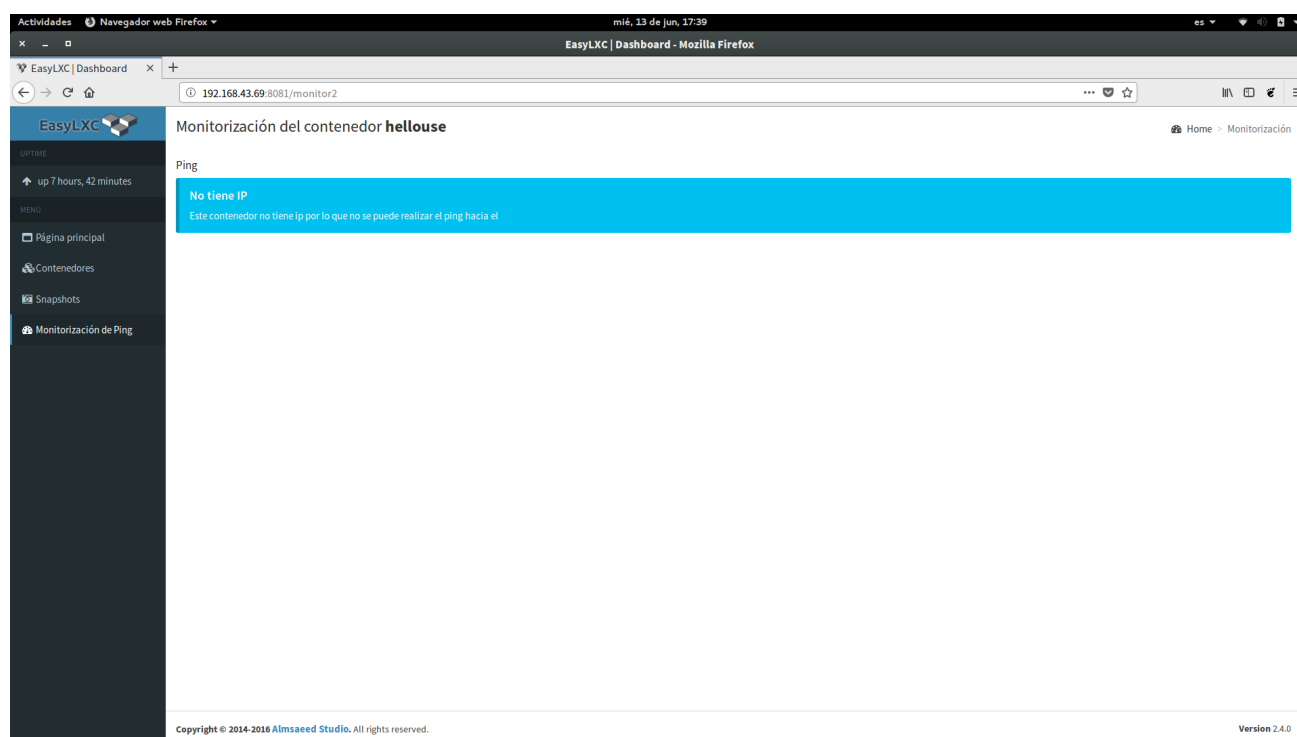 Actividades Navegador web Firefox mié, 13 de jun, 17:39 es
EasyLXC | Dashboard - Mozilla Firefox
EasyLXC | Dashboard
192.168.43.69:8081/monitor2
EasyLXC
Monitorización del contenedor hellouse
Home > Monitorización
UPTIME
up 7 hours, 42 minutes
MENÚ
Página principal
Contenedores
Snapshots
Monitorización de Ping
Ping
No tiene IP
Este contenedor no tiene ip por lo que no se puede realizar el ping hacia el
Copyright © 2014-2016 Almsaeed Studio. All rights reserved.
Version 2.4.0